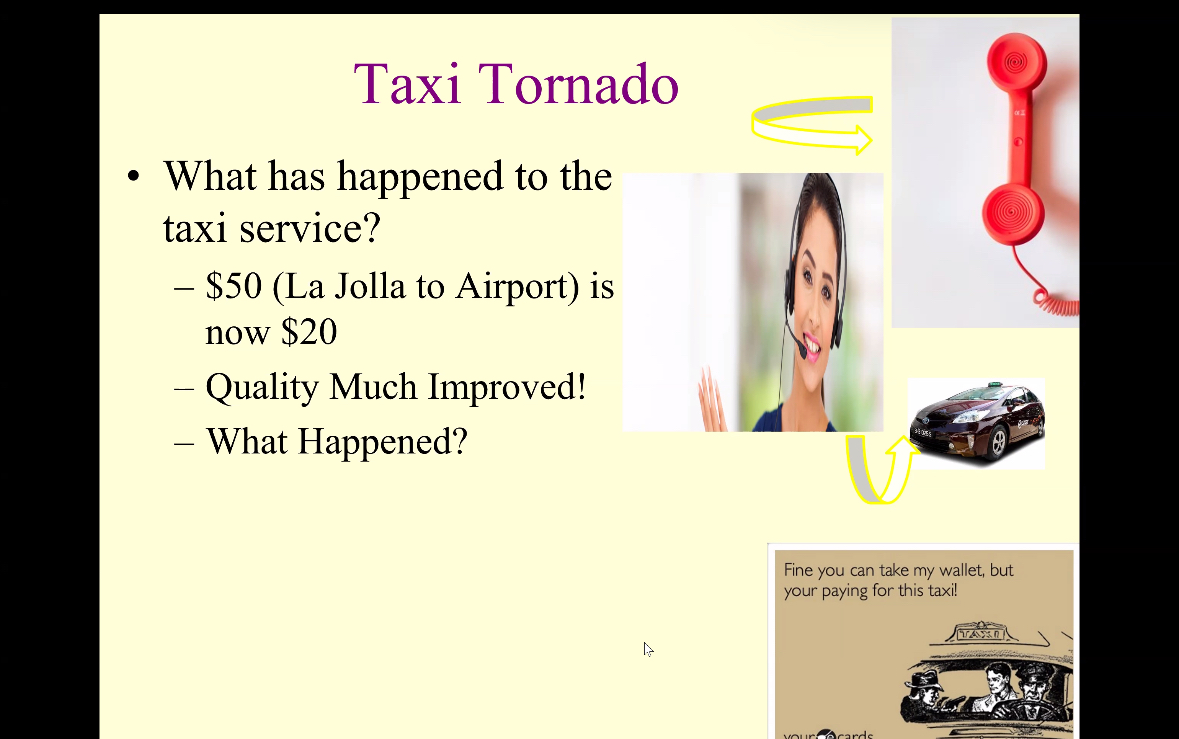 Taxi Tornado
• What has happened to the
taxi service?
– $50 (La Jolla to Airport) is
now $20
– Quality Much Improved!
– What Happened?
Fine you can take my wallet, but
your paying for this taxi!
TAXI
your e cards